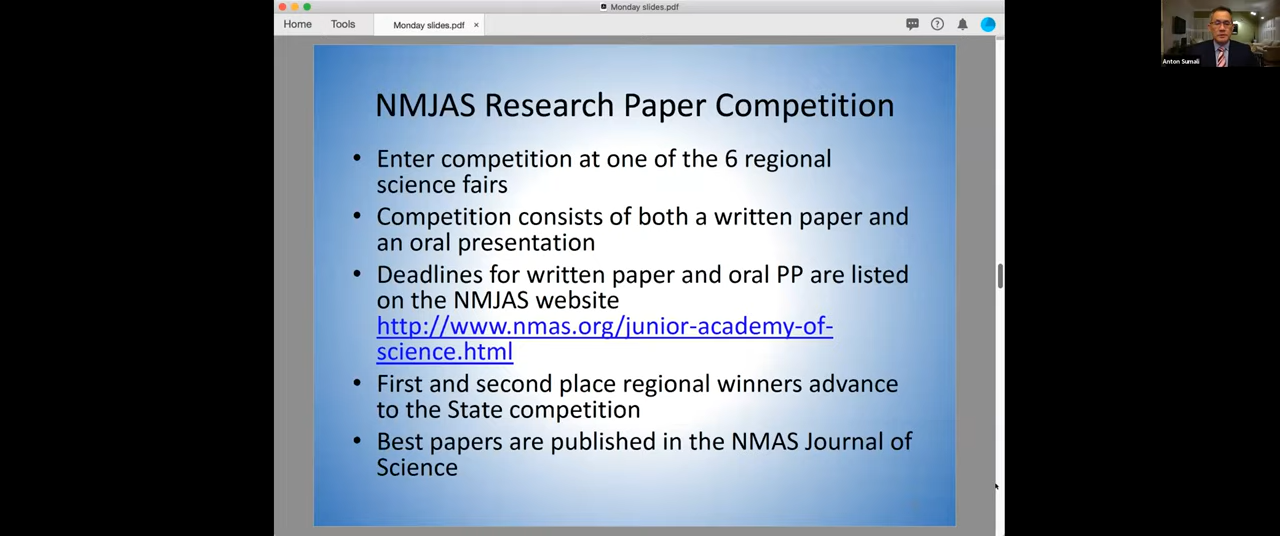 Monday slides.pdf
Home
Tools
Monday slides.pdf ×
Anton Sumali
NMJAS Research Paper Competition
• Enter competition at one of the 6 regional
science fairs
• Competition consists of both a written paper and
an oral presentation
• Deadlines for written paper and oral PP are listed
on the NMJAS website
http://www.nmas.org/junior-academy-of-
science.html
• First and second place regional winners advance
to the State competition
• Best papers are published in the NMAS Journal of
Science